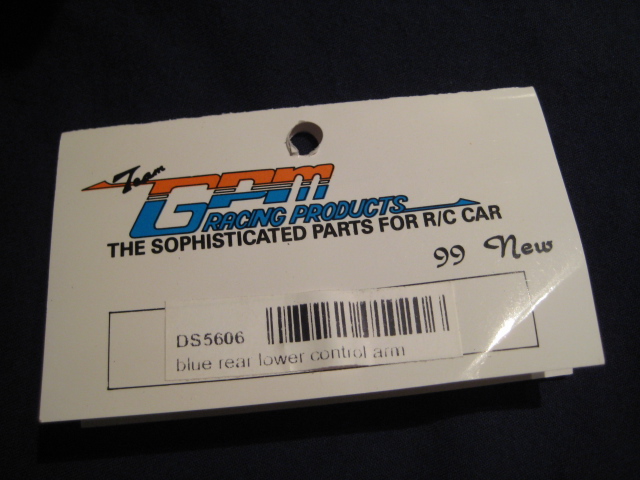 Team
GPM
RACING PRODUCTS
THE SOPHISTICATED PARTS FOR R/C CAR
99 New
DS5606
blue rear lower control arm